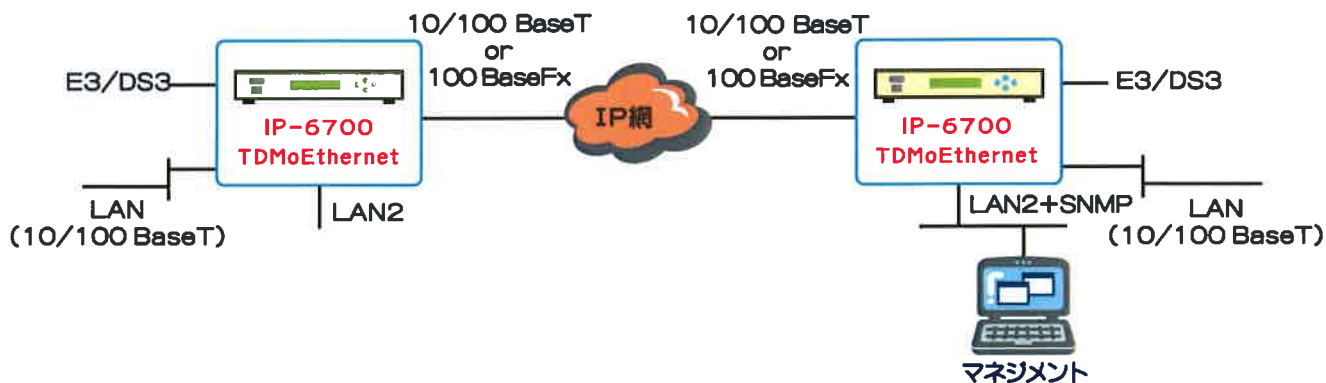 10/100 BaseT
or
100 BaseFx
10/100 BaseT
or
100 BaseFx
E3/DS3
IP-6700
TDMoEthernet
IP網
IP-6700
TDMoEthernet
E3/DS3
LAN
(10/100 BaseT)
LAN2
LAN2+SNMP
LAN
(10/100 BaseT)
マネジメント